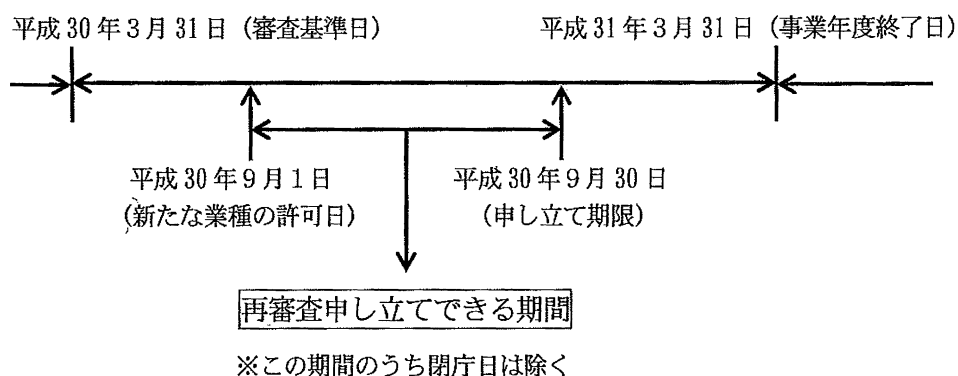 平成30年3月31日（審査基準日）
平成31年3月31日（事業年度終了日）
平成30年9月1日
（新たな業種の許可日）
平成30年9月30日
（申し立て期限）
再審査申し立てできる期間
※この期間のうち閉庁日は除く